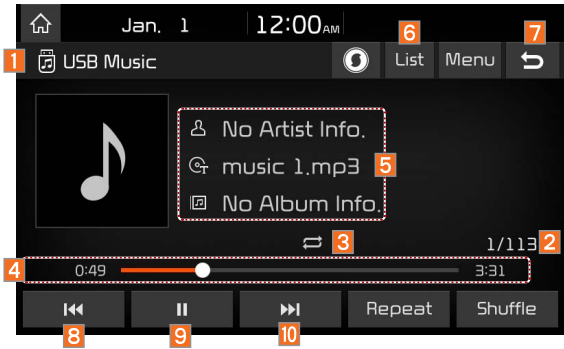 Jan. 1 12:00AM
6 7
1 USB Music List Menu
No Artist Info.
music 1.mp3 5
No Album Info.
3 1/113 2
4 0:49 3:31
Repeat Shuffle
8 9 10